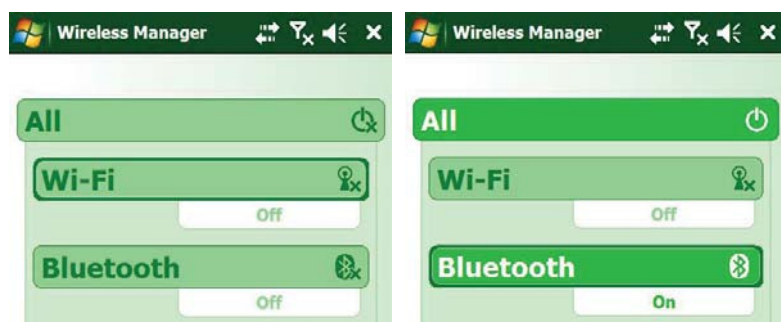 Wireless Manager
All
Wi-Fi
Off
Bluetooth
Off
Wireless Manager
All
Wi-Fi
Off
Bluetooth
On